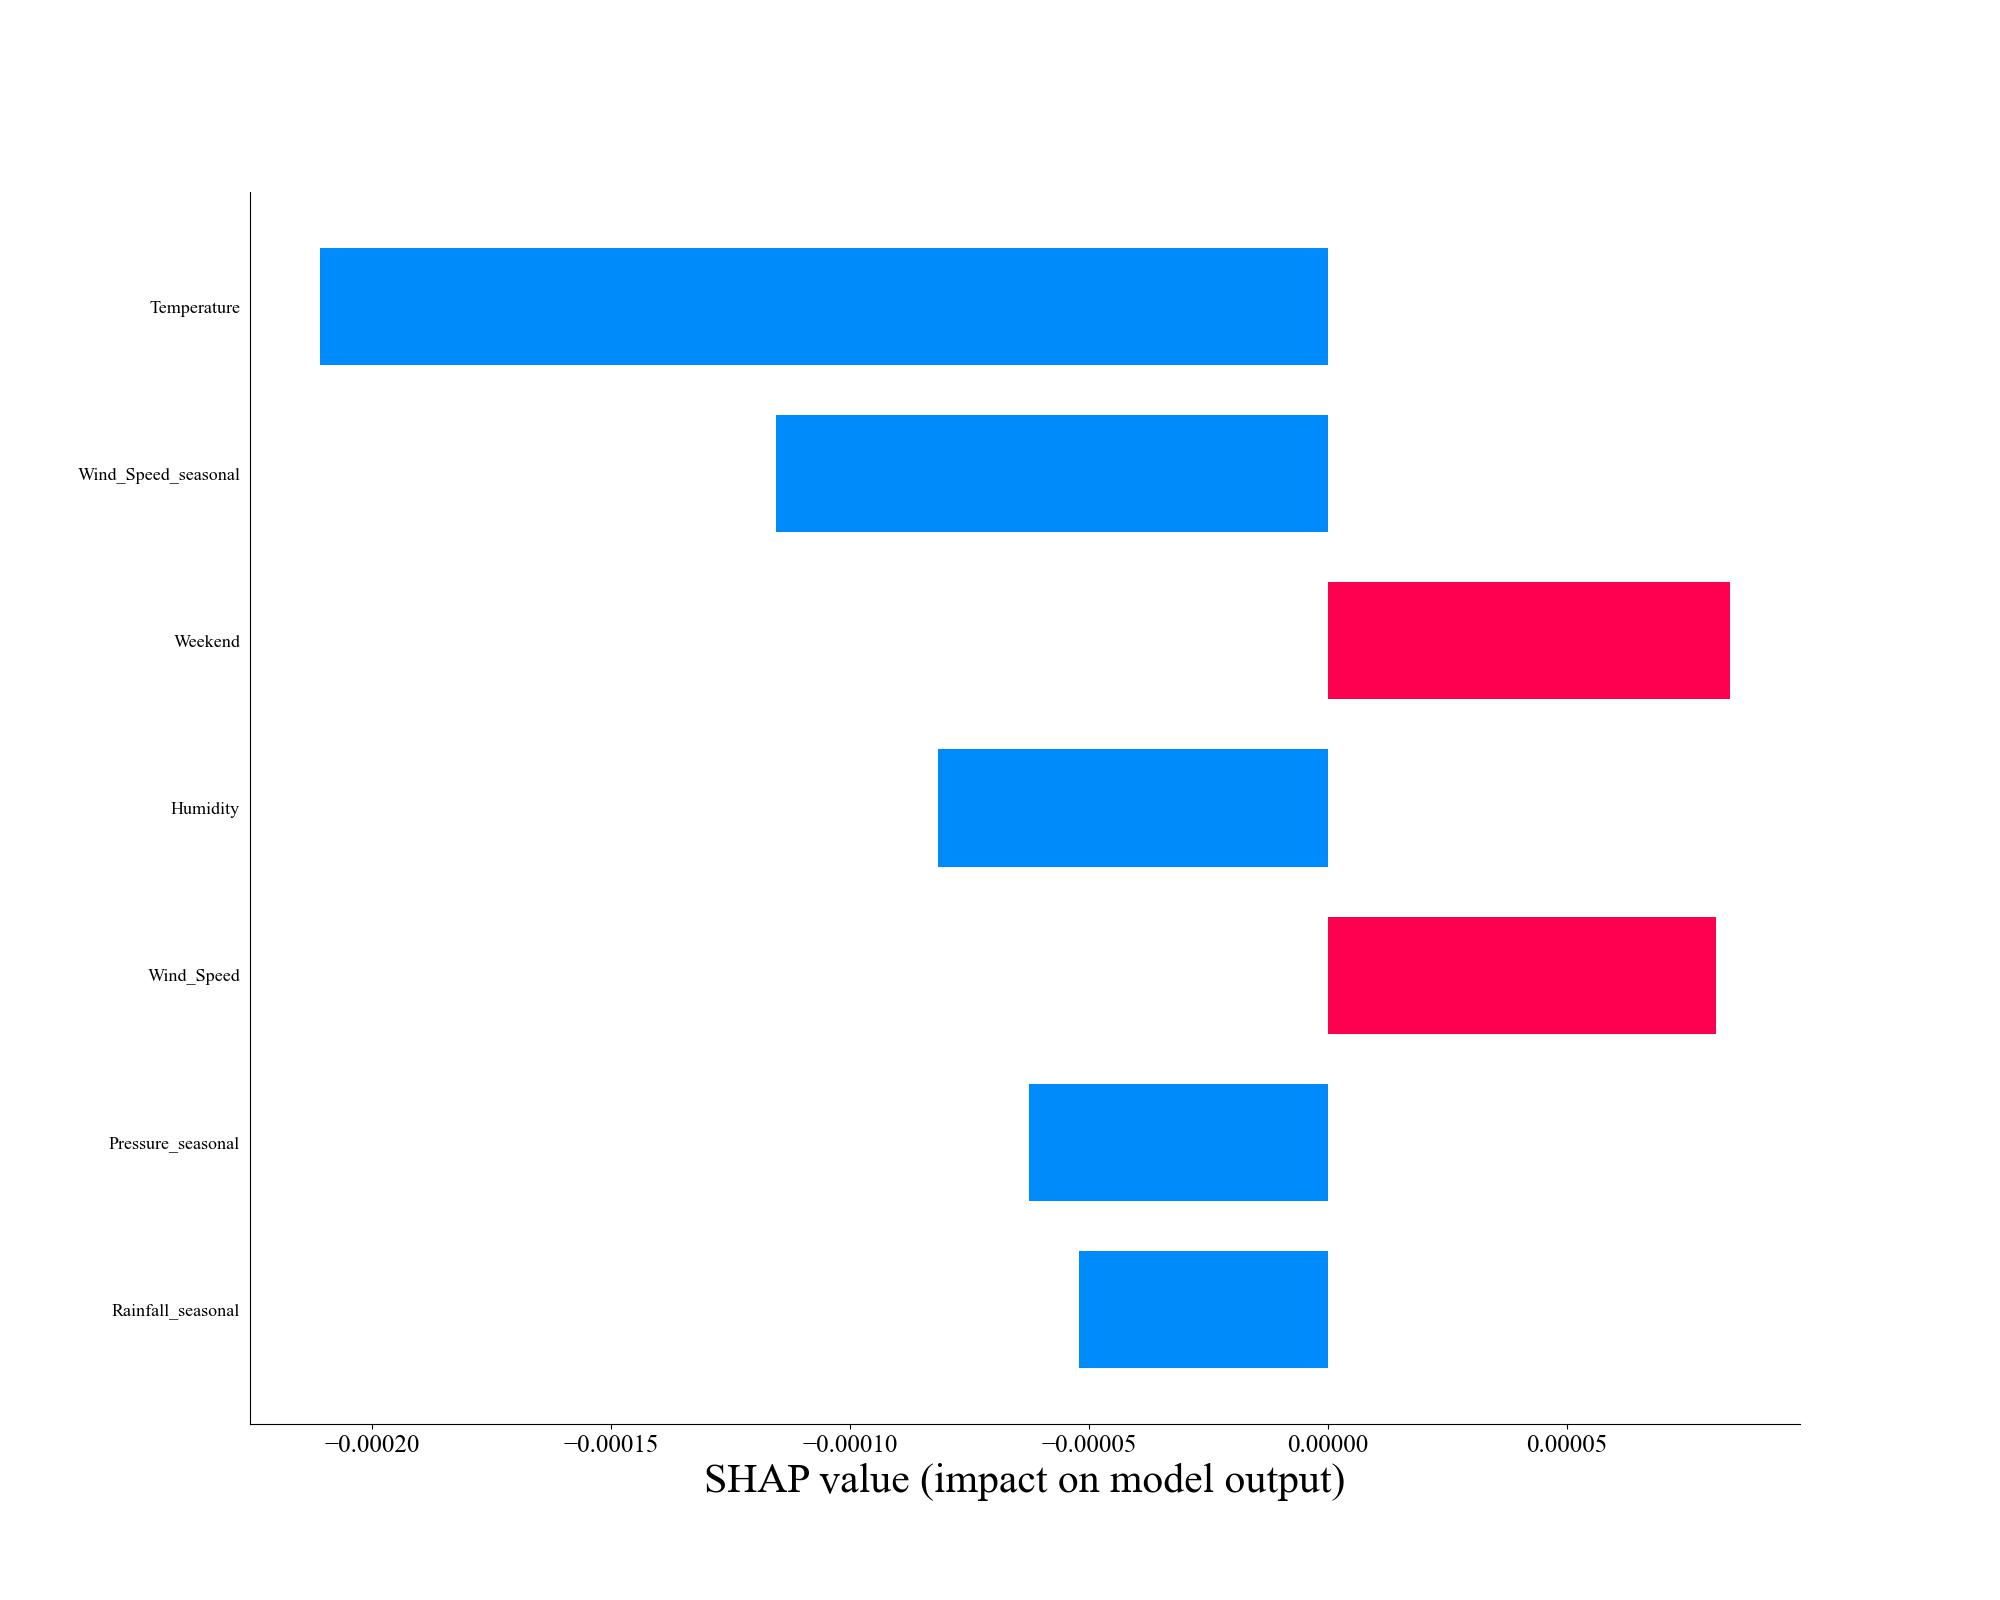 Temperature
Wind_Speed_seasonal
Weekend
Humidity
Wind_Speed
Pressure_seasonal
Rainfall_seasonal
−0.00020 −0.00015 −0.00010 −0.00005 0.00000 0.00005
SHAP value (impact on model output)